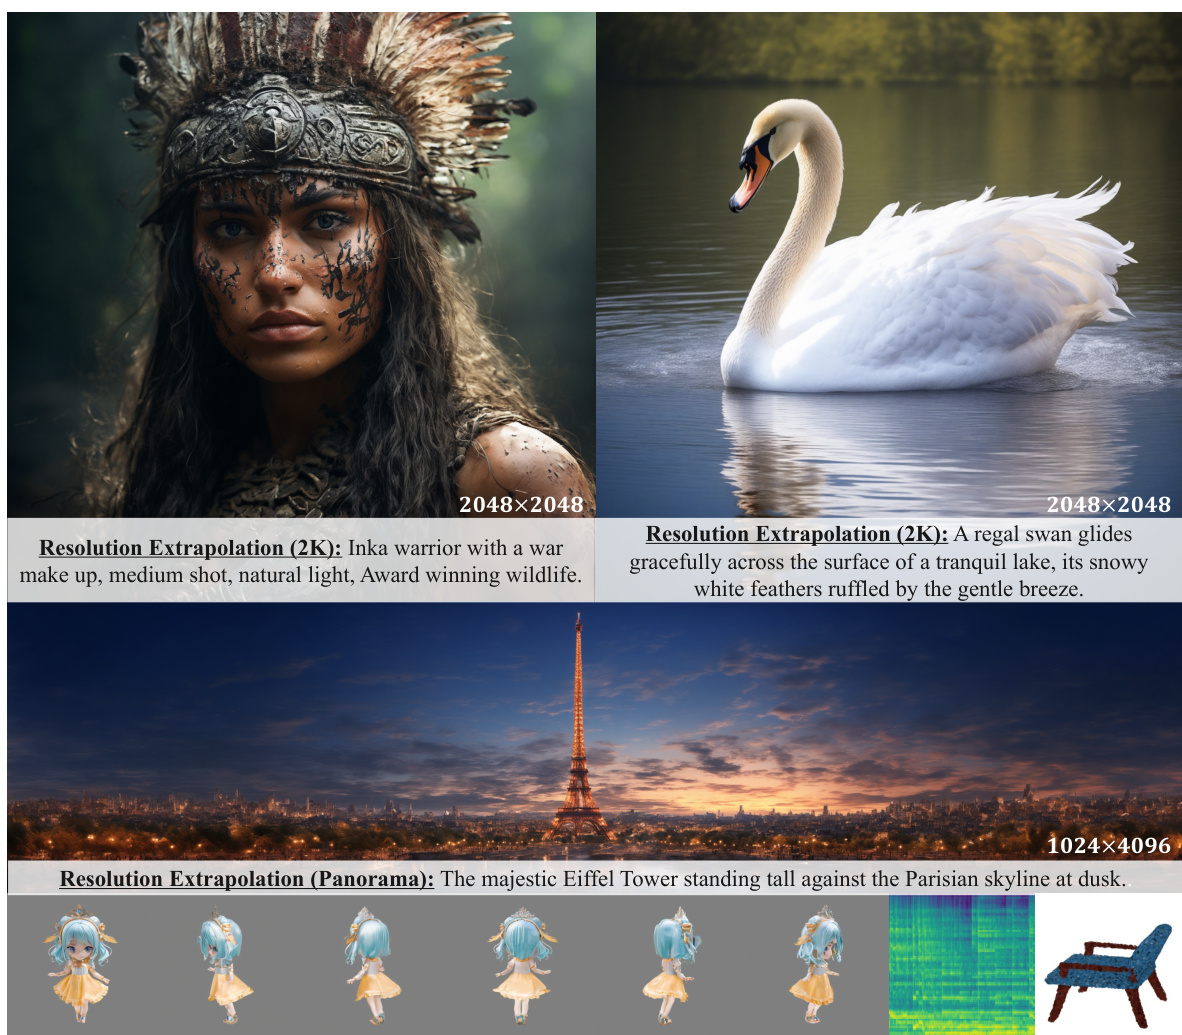 2048×2048
2048×2048
Resolution Extrapolation (2K): Inka warrior with a war
make up, medium shot, natural light, Award winning wildlife.
Resolution Extrapolation (2K): A regal swan glides
gracefully across the surface of a tranquil lake, its snowy
white feathers ruffled by the gentle breeze.
1024×4096
Resolution Extrapolation (Panorama): The majestic Eiffel Tower standing tall against the Parisian skyline at dusk.